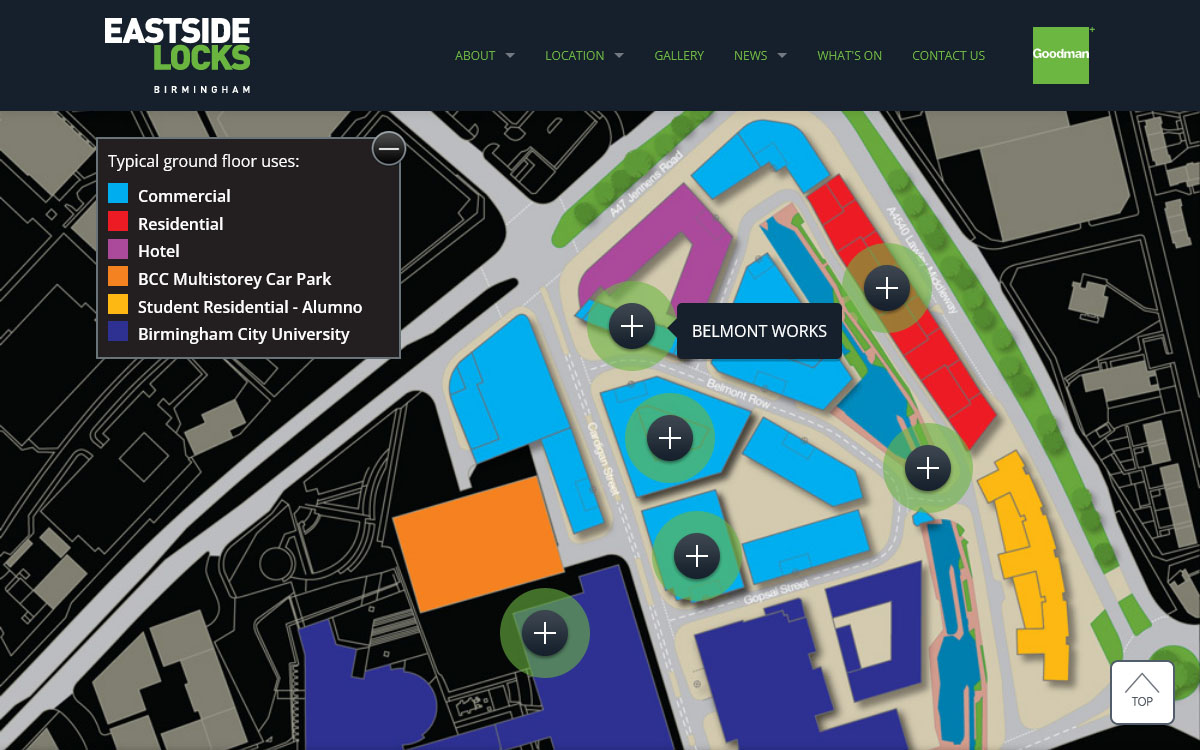 EASTSIDE
LOCKS
BIRMINGHAM
ABOUT
LOCATION
GALLERY
NEWS
WHAT'S ON
CONTACT US
Goodman
+
Typical ground floor uses:
Commercial
Residential
Hotel
BCC Multistorey Car Park
Student Residential - Alumno
Birmingham City University
A47 Jennens Road
A4540 Lawley Middleway
BELMONT WORKS
Belmont Row
Cardigan Street
Gopsal Street
TOP